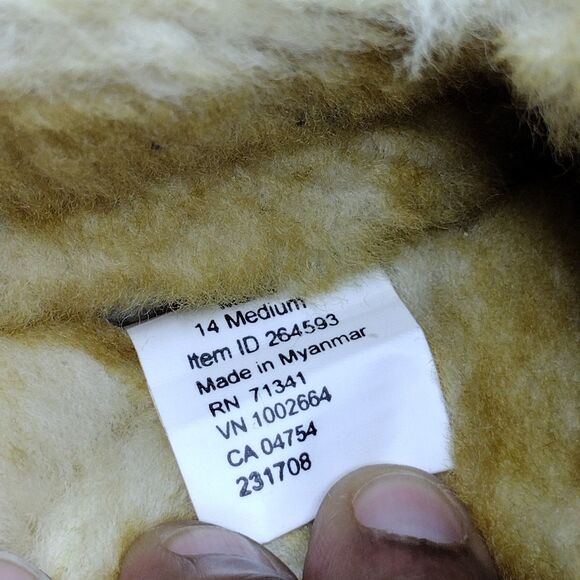 14 Medium
Item ID 264593
Made in Myanmar
RN 71341
VN 1002664
CA 04754
231708